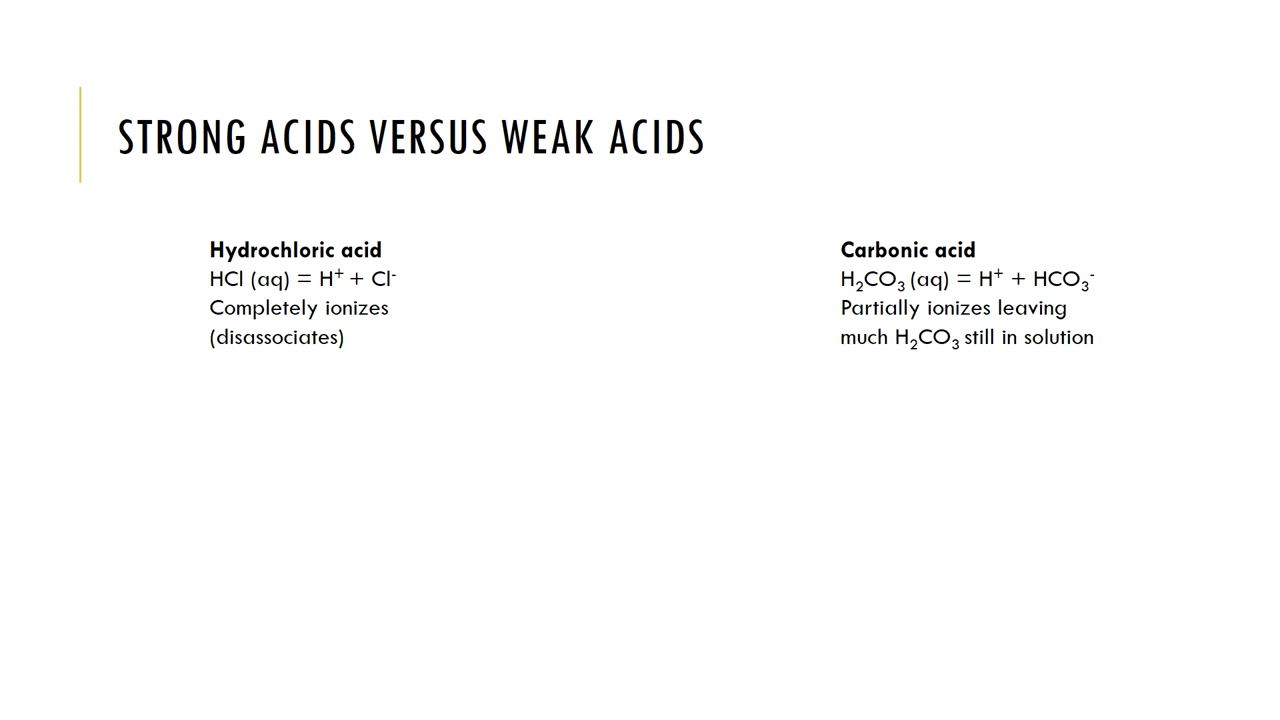 STRONG ACIDS VERSUS WEAK ACIDS
Hydrochloric acid
HCl (aq) = H⁺ + Cl⁻
Completely ionizes
(disassociates)
Carbonic acid
H₂CO₃ (aq) = H⁺ + HCO₃⁻
Partially ionizes leaving
much H₂CO₃ still in solution